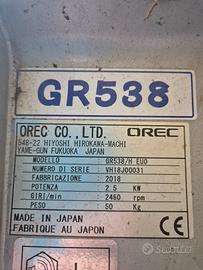 GR538
OREC CO., LTD. OREC
548-22 HIYOSHI HIROKAWA-MACHI
YAME-GUN FUKUOKA JAPAN
MODELLO GR538/H EU0
NUMERO DI SERIE VH18J00031
FABBRICAZIONE 2018
POTENZA 2.5 KW
GIRI/min 2450 rpm
PESO 50 Kg
MADE IN JAPAN
FABRIQUE AU JAPON
subito